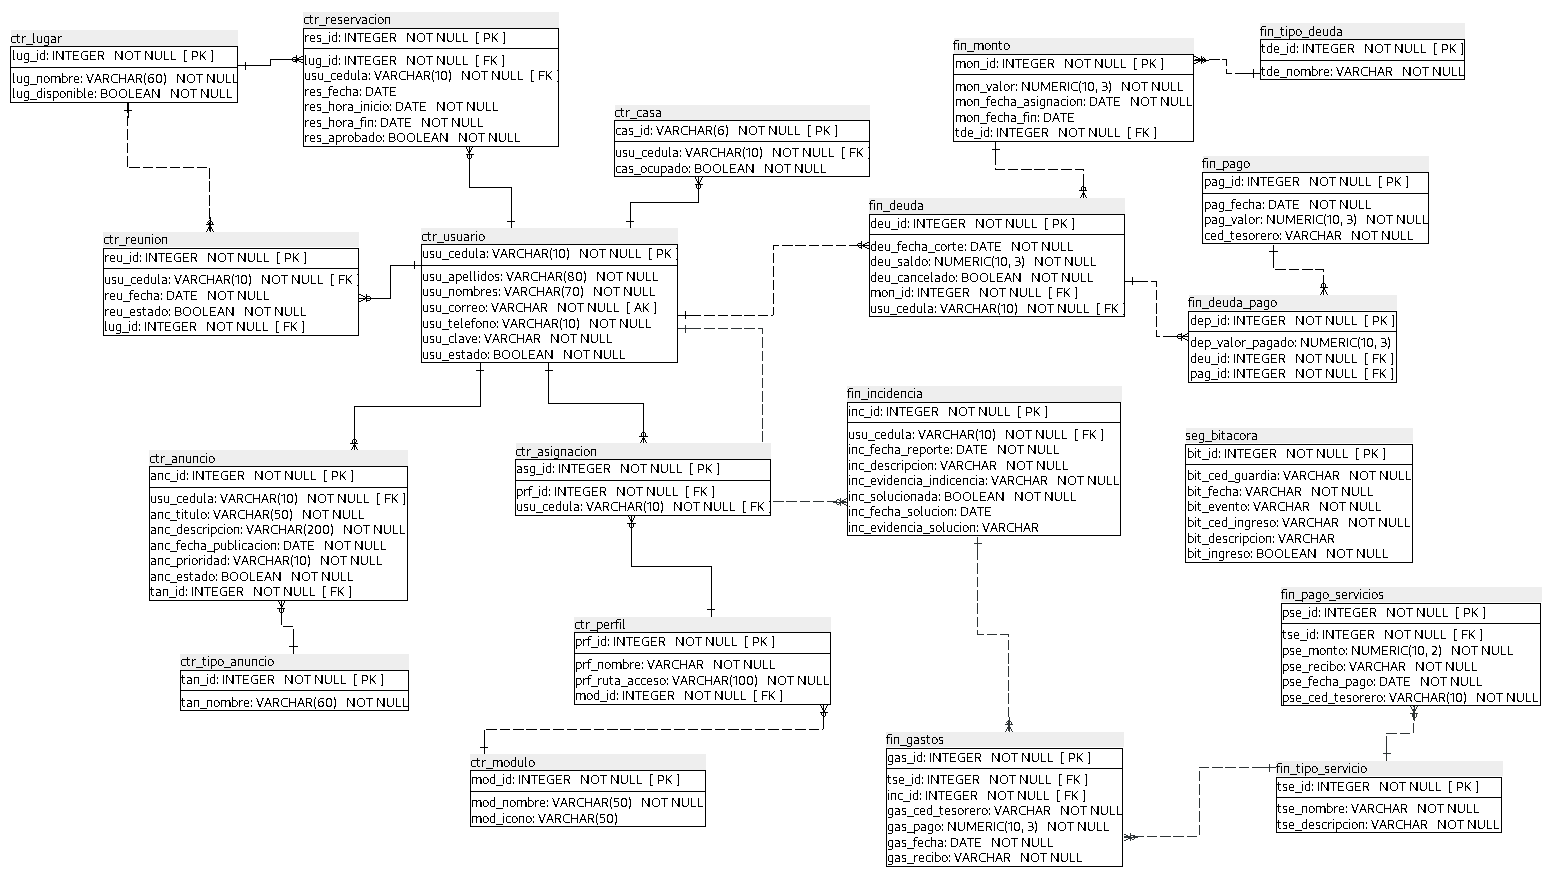 ctr_lugar
lug_id: INTEGER NOT NULL [ PK ]
lug_nombre: VARCHAR(60) NOT NULL
lug_disponible: BOOLEAN NOT NULL
ctr_reservacion
res_id: INTEGER NOT NULL [ PK ]
lug_id: INTEGER NOT NULL [ FK ]
usu_cedula: VARCHAR(10) NOT NULL [ FK ]
res_fecha: DATE
res_hora_inicio: DATE NOT NULL
res_hora_fin: DATE NOT NULL
res_aprobado: BOOLEAN NOT NULL
ctr_casa
cas_id: VARCHAR(6) NOT NULL [ PK ]
usu_cedula: VARCHAR(10) NOT NULL [ FK ]
cas_ocupado: BOOLEAN NOT NULL
fin_monto
mon_id: INTEGER NOT NULL [ PK ]
mon_valor: NUMERIC(10, 3) NOT NULL
mon_fecha_asignacion: DATE NOT NULL
mon_fecha_fin: DATE
tde_id: INTEGER NOT NULL [ FK ]
fin_tipo_deuda
tde_id: INTEGER NOT NULL [ PK ]
tde_nombre: VARCHAR NOT NULL
fin_pago
pag_id: INTEGER NOT NULL [ PK ]
pag_fecha: DATE NOT NULL
pag_valor: NUMERIC(10, 3) NOT NULL
ced_tesorero: VARCHAR NOT NULL
ctr_reunion
reu_id: INTEGER NOT NULL [ PK ]
usu_cedula: VARCHAR(10) NOT NULL [ FK
reu_fecha: DATE NOT NULL
reu_estado: BOOLEAN NOT NULL
lug_id: INTEGER NOT NULL [ FK ]
ctr_usuario
usu_cedula: VARCHAR(10) NOT NULL [ PK ]
usu_apellidos: VARCHAR(80) NOT NULL
usu_nombres: VARCHAR(70) NOT NULL
usu_correo: VARCHAR NOT NULL [ AK ]
usu_telefono: VARCHAR(10) NOT NULL
usu_clave: VARCHAR NOT NULL
usu_estado: BOOLEAN NOT NULL
fin_deuda
deu_id: INTEGER NOT NULL [ PK ]
deu_fecha_corte: DATE NOT NULL
deu_saldo: NUMERIC(10, 3) NOT NULL
deu_cancelado: BOOLEAN NOT NULL
mon_id: INTEGER NOT NULL [ FK ]
usu_cedula: VARCHAR(10) NOT NULL [ FK ]
fin_deuda_pago
dep_id: INTEGER NOT NULL [ PK ]
dep_valor_pagado: NUMERIC(10, 3)
deu_id: INTEGER NOT NULL [ FK ]
pag_id: INTEGER NOT NULL [ FK ]
ctr_anuncio
anc_id: INTEGER NOT NULL [ PK ]
usu_cedula: VARCHAR(10) NOT NULL [ FK ]
anc_titulo: VARCHAR(50) NOT NULL
anc_descripcion: VARCHAR(200) NOT NULL
anc_fecha_publicacion: DATE NOT NULL
anc_prioridad: VARCHAR(10) NOT NULL
anc_estado: BOOLEAN NOT NULL
tan_id: INTEGER NOT NULL [ FK ]
ctr_asignacion
asg_id: INTEGER NOT NULL [ PK ]
prf_id: INTEGER NOT NULL [ FK ]
usu_cedula: VARCHAR(10) NOT NULL [ FK
fin_incidencia
inc_id: INTEGER NOT NULL [ PK ]
usu_cedula: VARCHAR(10) NOT NULL [ FK ]
inc_fecha_reporte: DATE NOT NULL
inc_descripcion: VARCHAR NOT NULL
inc_evidencia_indicencia: VARCHAR NOT NULL
inc_solucionada: BOOLEAN NOT NULL
inc_fecha_solucion: DATE
inc_evidencia_solucion: VARCHAR
seg_bitacora
bit_id: INTEGER NOT NULL [ PK ]
bit_ced_guardia: VARCHAR NOT NULL
bit_fecha: VARCHAR NOT NULL
bit_evento: VARCHAR NOT NULL
bit_ced_ingreso: VARCHAR NOT NULL
bit_descripcion: VARCHAR
bit_ingreso: BOOLEAN NOT NULL
ctr_tipo_anuncio
tan_id: INTEGER NOT NULL [ PK ]
tan_nombre: VARCHAR(60) NOT NULL
ctr_perfil
prf_id: INTEGER NOT NULL [ PK ]
prf_nombre: VARCHAR NOT NULL
prf_ruta_acceso: VARCHAR(100) NOT NULL
mod_id: INTEGER NOT NULL [ FK ]
fin_pago_servicios
pse_id: INTEGER NOT NULL [ PK ]
tse_id: INTEGER NOT NULL [ FK ]
pse_monto: NUMERIC(10, 2) NOT NULL
pse_recibo: VARCHAR NOT NULL
pse_fecha_pago: DATE NOT NULL
pse_ced_tesorero: VARCHAR(10) NOT NULL
ctr_modulo
mod_id: INTEGER NOT NULL [ PK ]
mod_nombre: VARCHAR(50) NOT NULL
mod_icono: VARCHAR(50)
fin_gastos
gas_id: INTEGER NOT NULL [ PK ]
tse_id: INTEGER NOT NULL [ FK ]
inc_id: INTEGER NOT NULL [ FK ]
gas_ced_tesorero: VARCHAR NOT NULL
gas_pago: NUMERIC(10, 3) NOT NULL
gas_fecha: DATE NOT NULL
gas_recibo: VARCHAR NOT NULL
fin_tipo_servicio
tse_id: INTEGER NOT NULL [ PK ]
tse_nombre: VARCHAR NOT NULL
tse_descripcion: VARCHAR NOT NULL